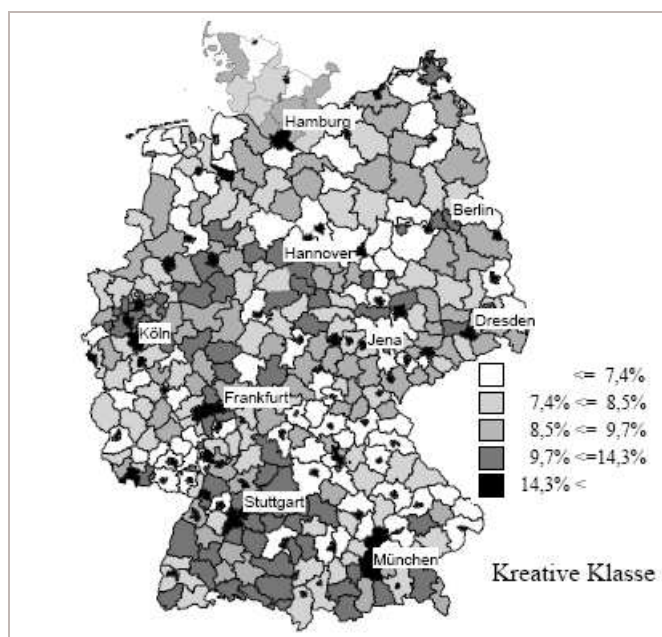 Hamburg
Berlin
Hannover
Köln
Jena
Dresden
Frankfurt
Stuttgart
München
<= 7,4%
7,4% <= 8,5%
8,5% <= 9,7%
9,7% <=14,3%
14,3% <
Kreative Klasse